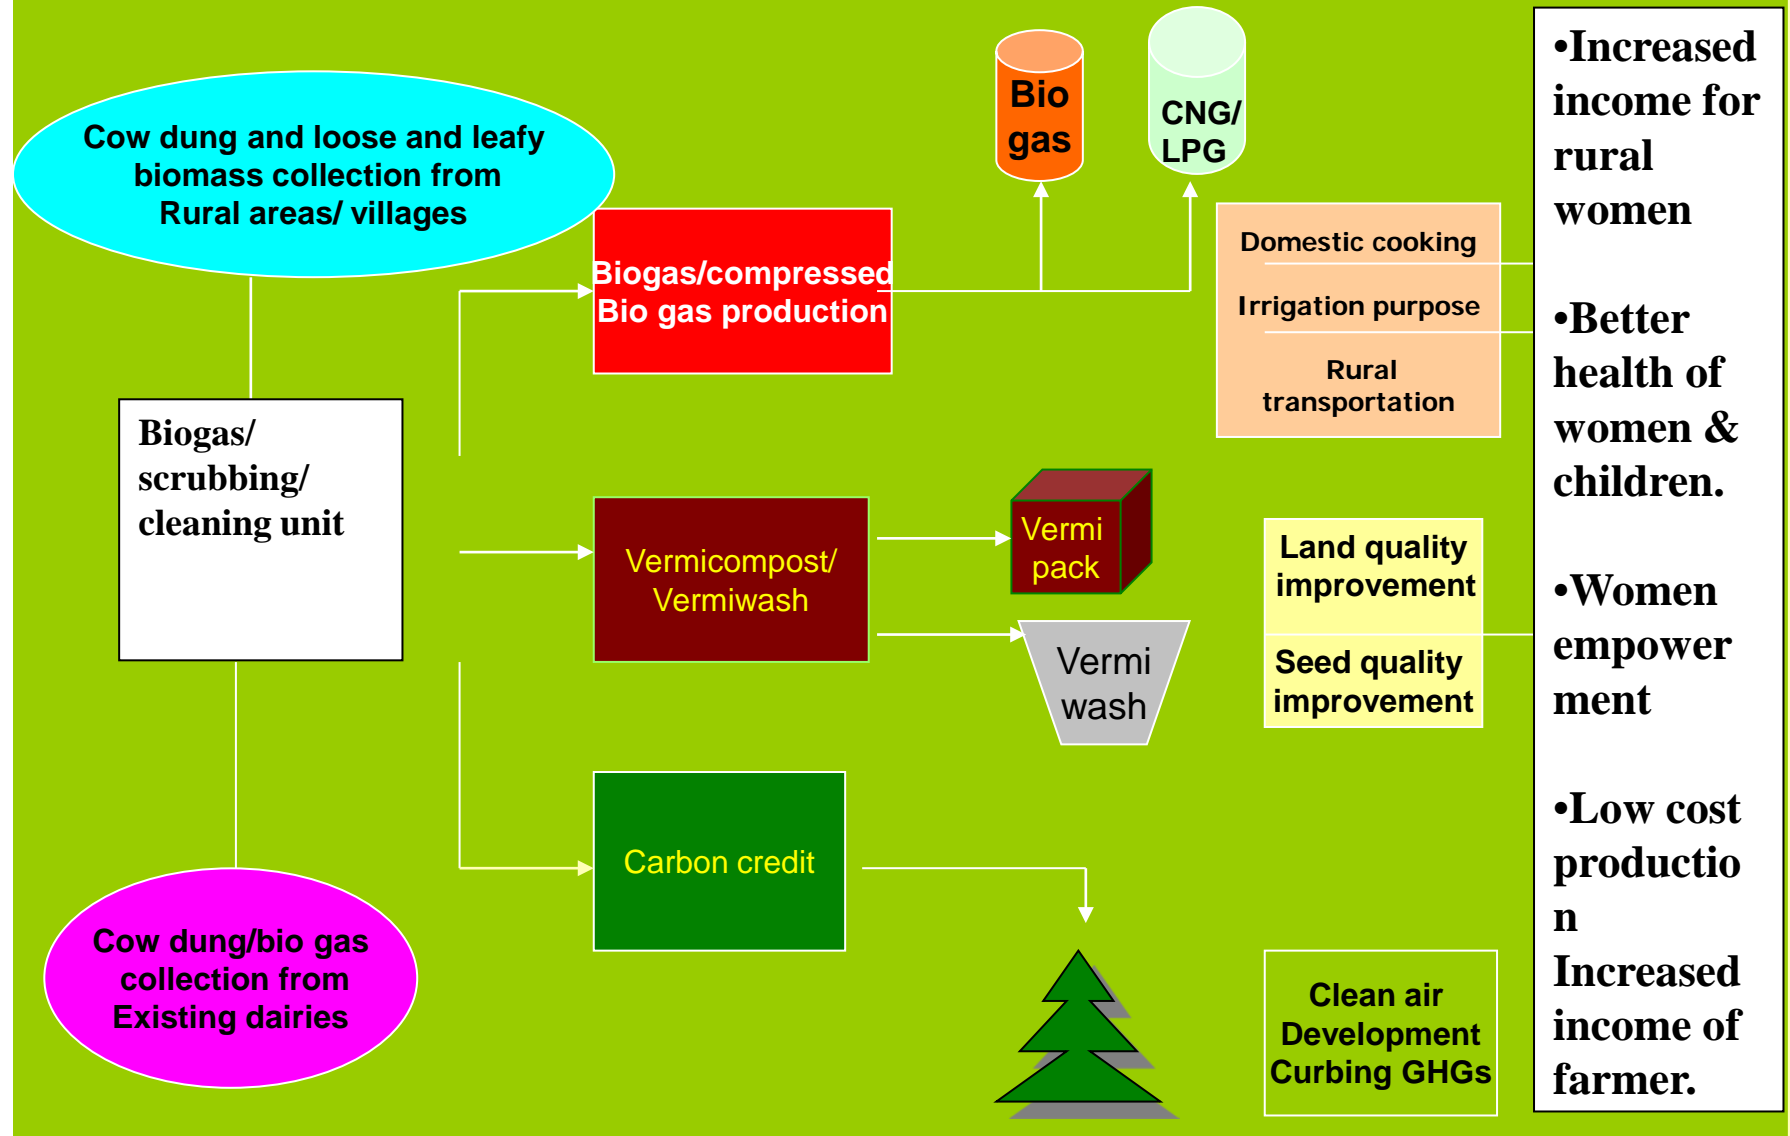 Cow dung and loose and leafy
biomass collection from
Rural areas/ villages
Biogas/
scrubbing/
cleaning unit
Cow dung/bio gas
collection from
Existing dairies
Biogas/compressed
Bio gas production
Bio
gas
CNG/
LPG
Domestic cooking
Irrigation purpose
Rural
transportation
Vermicompost/
Vermiwash
Vermi
pack
Vermi
wash
Land quality
improvement
Seed quality
improvement
Carbon credit
Clean air
Development
Curbing GHGs
•Increased
income for
rural
women
•Better
health of
women &
children.
•Women
empower
ment
•Low cost
productio
n
Increased
income of
farmer.